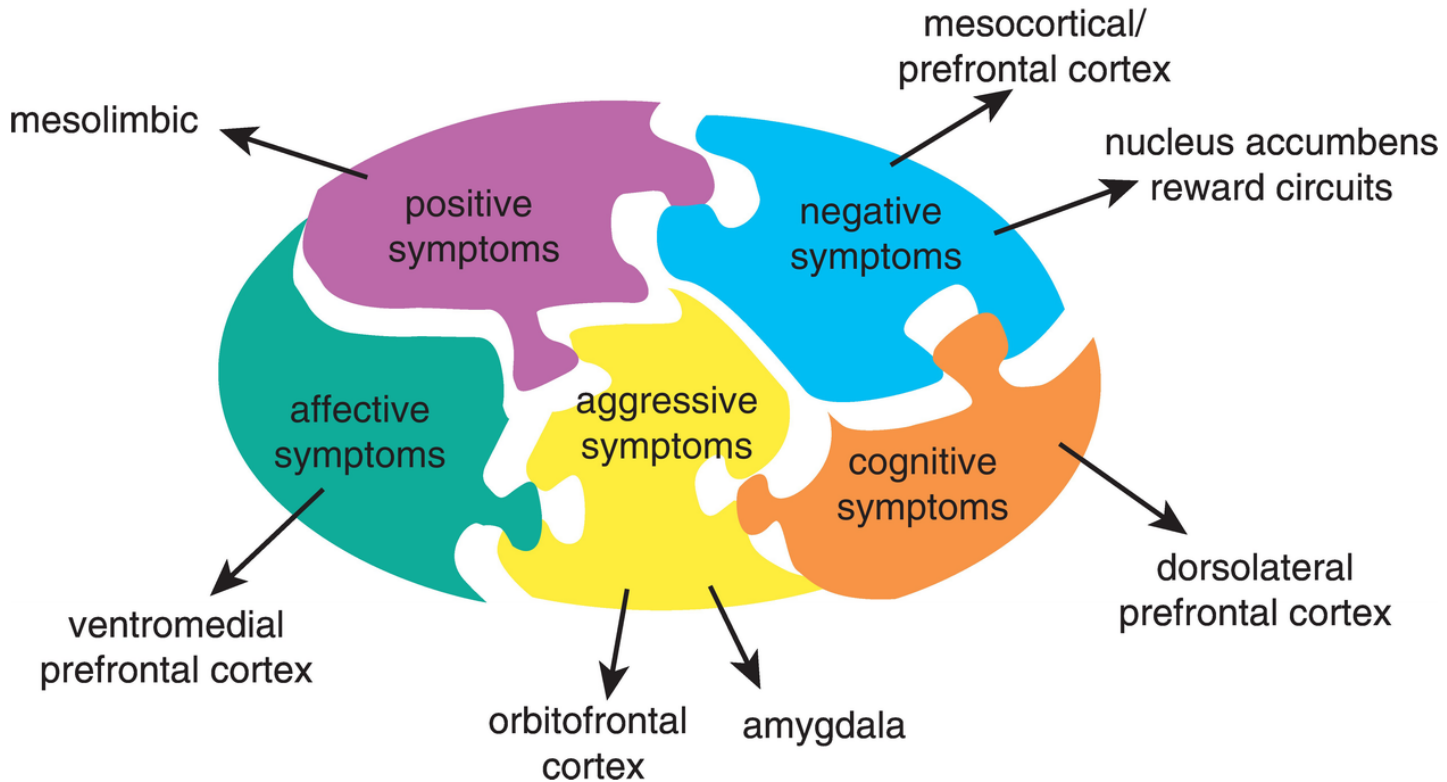 mesocortical/
prefrontal cortex
mesolimbic
nucleus accumbens
reward circuits
positive
symptoms
negative
symptoms
affective
symptoms
aggressive
symptoms
cognitive
symptoms
dorsolateral
prefrontal cortex
ventromedial
prefrontal cortex
orbitofrontal
cortex
amygdala